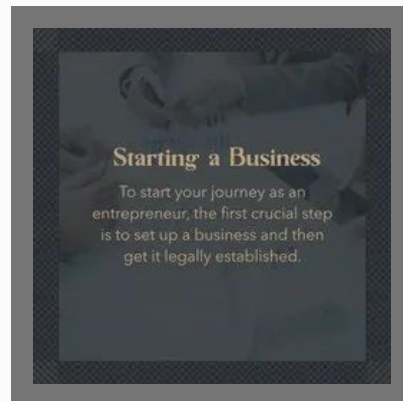 Starting a Business
To start your journey as an
entrepreneur, the first crucial step
is to set up a business and then
get it legally established.